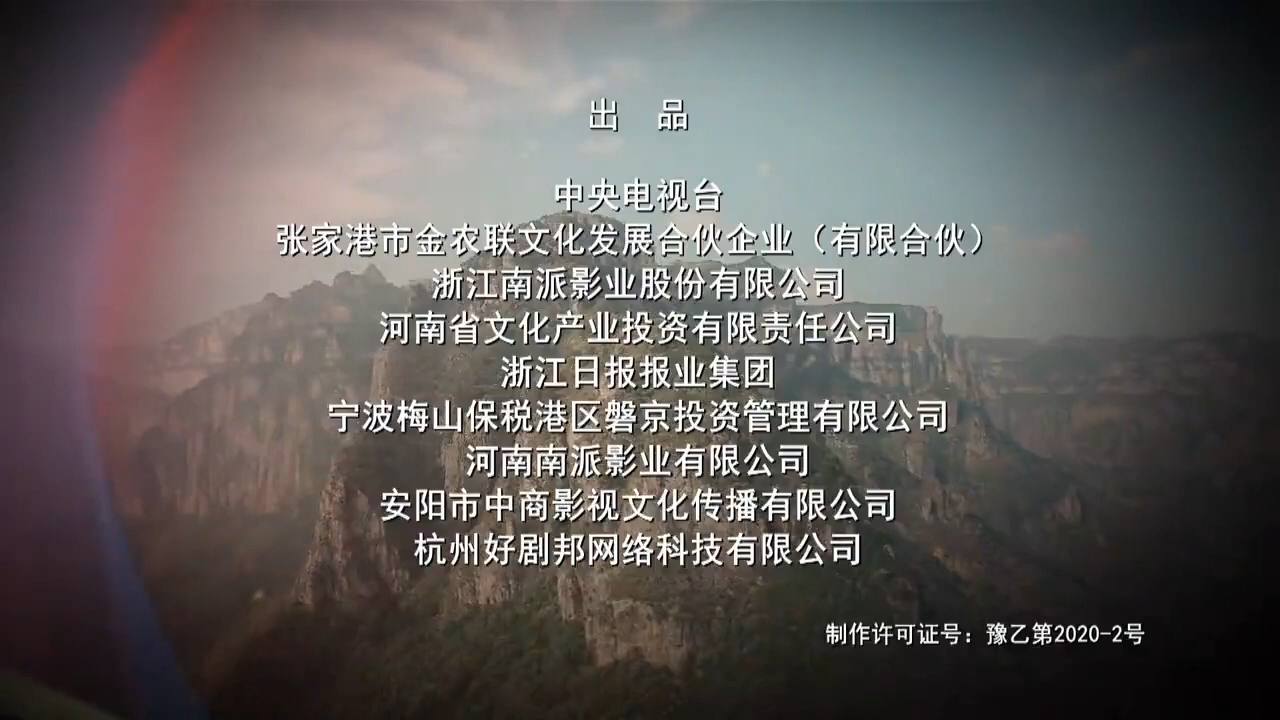 出 品
中央电视台
张家港市金农联文化发展合伙企业（有限合伙）
浙江南派影业股份有限公司
河南省文化产业投资有限责任公司
浙江日报报业集团
宁波梅山保税港区磐京投资管理有限公司
河南南派影业有限公司
安阳市中商影视文化传播有限公司
杭州好剧邦网络科技有限公司
制作许可证号：豫乙第2020-2号